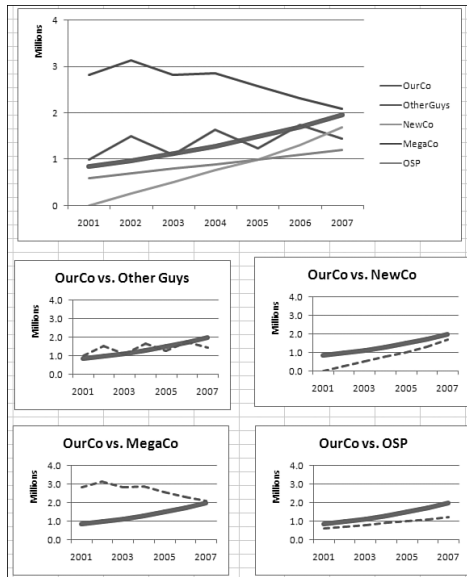 Millions
4
3
2
1
0
2001 2002 2003 2004 2005 2006 2007
OurCo
OtherGuys
NewCo
MegaCo
OSP
OurCo vs. Other Guys
Millions
4.0
3.0
2.0
1.0
0.0
2001 2003 2005 2007
OurCo vs. NewCo
Millions
4.0
3.0
2.0
1.0
0.0
2001 2003 2005 2007
OurCo vs. MegaCo
Millions
4.0
3.0
2.0
1.0
0.0
2001 2003 2005 2007
OurCo vs. OSP
Millions
4.0
3.0
2.0
1.0
0.0
2001 2003 2005 2007